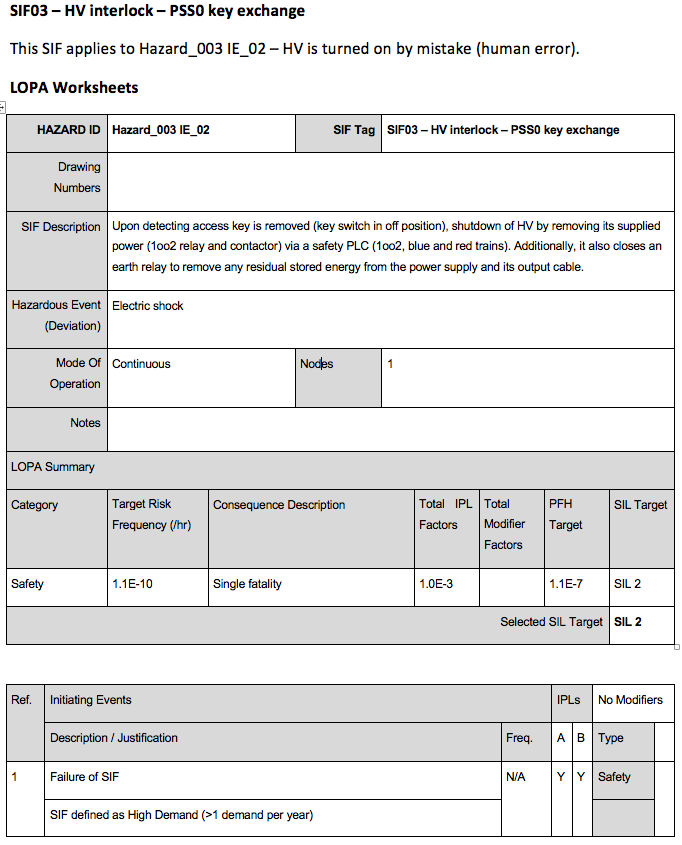 SIF03 – HV interlock – PSS0 key exchange
This SIF applies to Hazard_003 IE_02 – HV is turned on by mistake (human error).
LOPA Worksheets
HAZARD ID Hazard_003 IE_02 SIF Tag SIF03 – HV interlock – PSS0 key exchange
Drawing
Numbers
SIF Description Upon detecting access key is removed (key switch in off position), shutdown of HV by removing its supplied
power (1oo2 relay and contactor) via a safety PLC (1oo2, blue and red trains). Additionally, it also closes an
earth relay to remove any residual stored energy from the power supply and its output cable.
Hazardous Event Electric shock
(Deviation)
Mode Of Continuous Nodes 1
Operation
Notes
LOPA Summary
Category Target Risk Consequence Description Total IPL Total PFH SIL Target
Frequency (/hr) Factors Modifier Target
Factors
Safety 1.1E-10 Single fatality 1.0E-3 1.1E-7 SIL 2
Selected SIL Target SIL 2
Ref. Initiating Events IPLs No Modifiers
Description / Justification Freq. A B Type
1 Failure of SIF N/A Y Y Safety
SIF defined as High Demand (>1 demand per year)